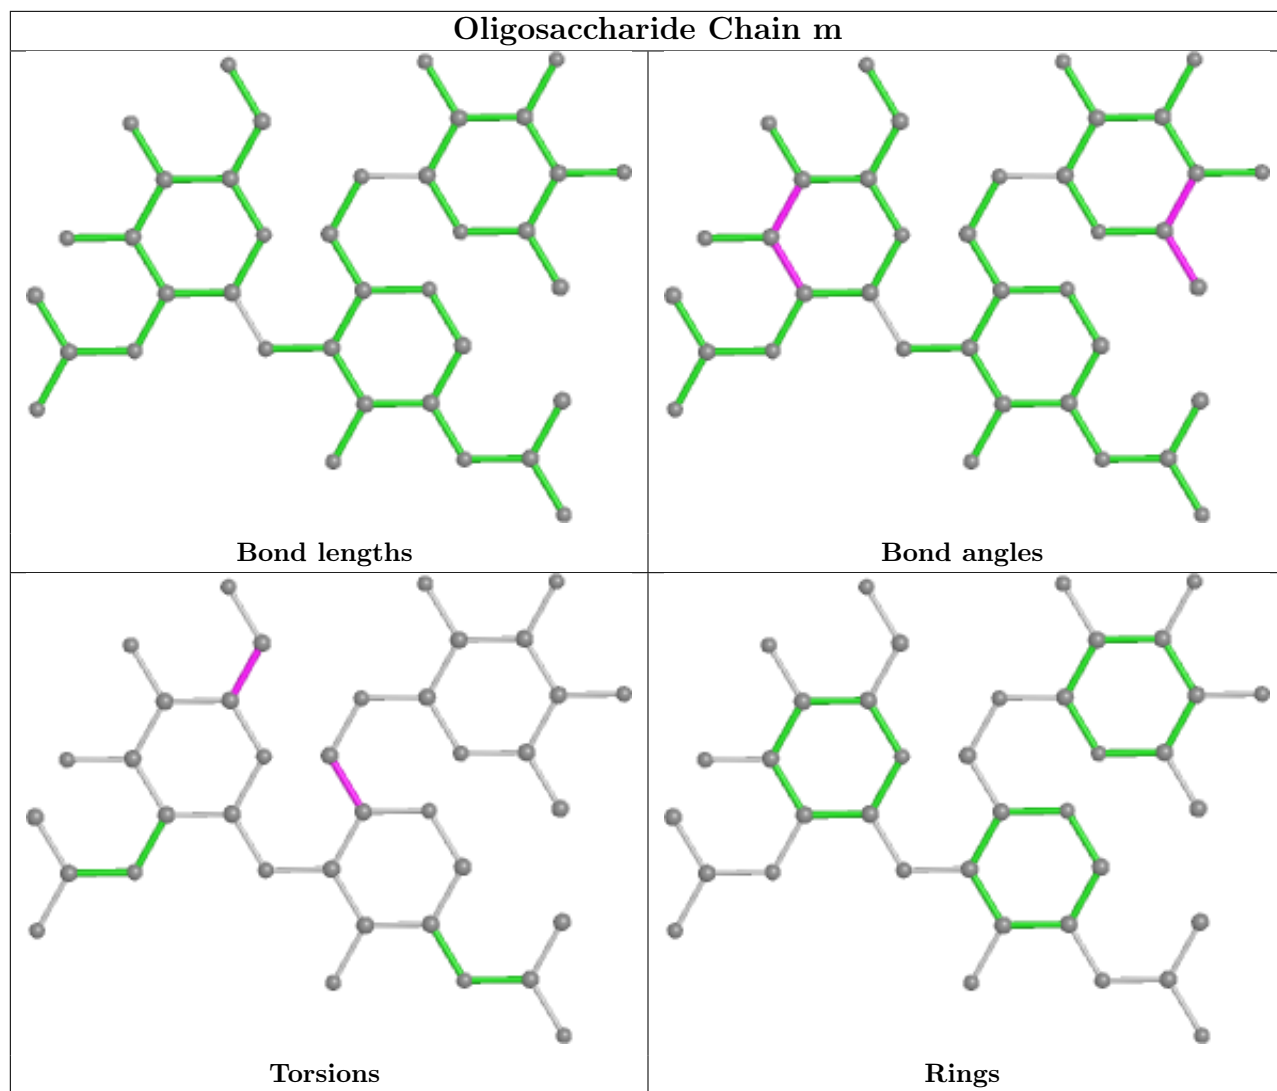 Oligosaccharide Chain m
Bond lengths
Bond angles
Torsions
Rings